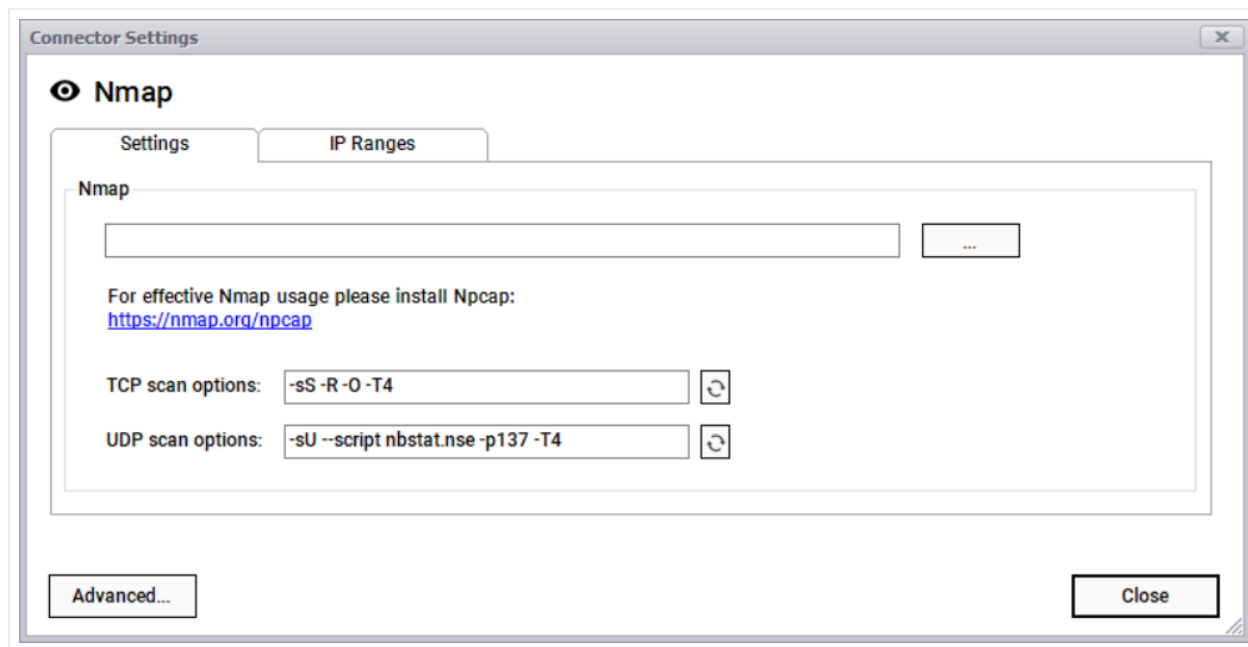 Connector Settings
Nmap
Settings
IP Ranges
Nmap
...
For effective Nmap usage please install Npcap:
https://nmap.org/npcap
TCP scan options:
-sS -R -O -T4
UDP scan options:
-sU --script nbstat.nse -p137 -T4
Advanced...
Close